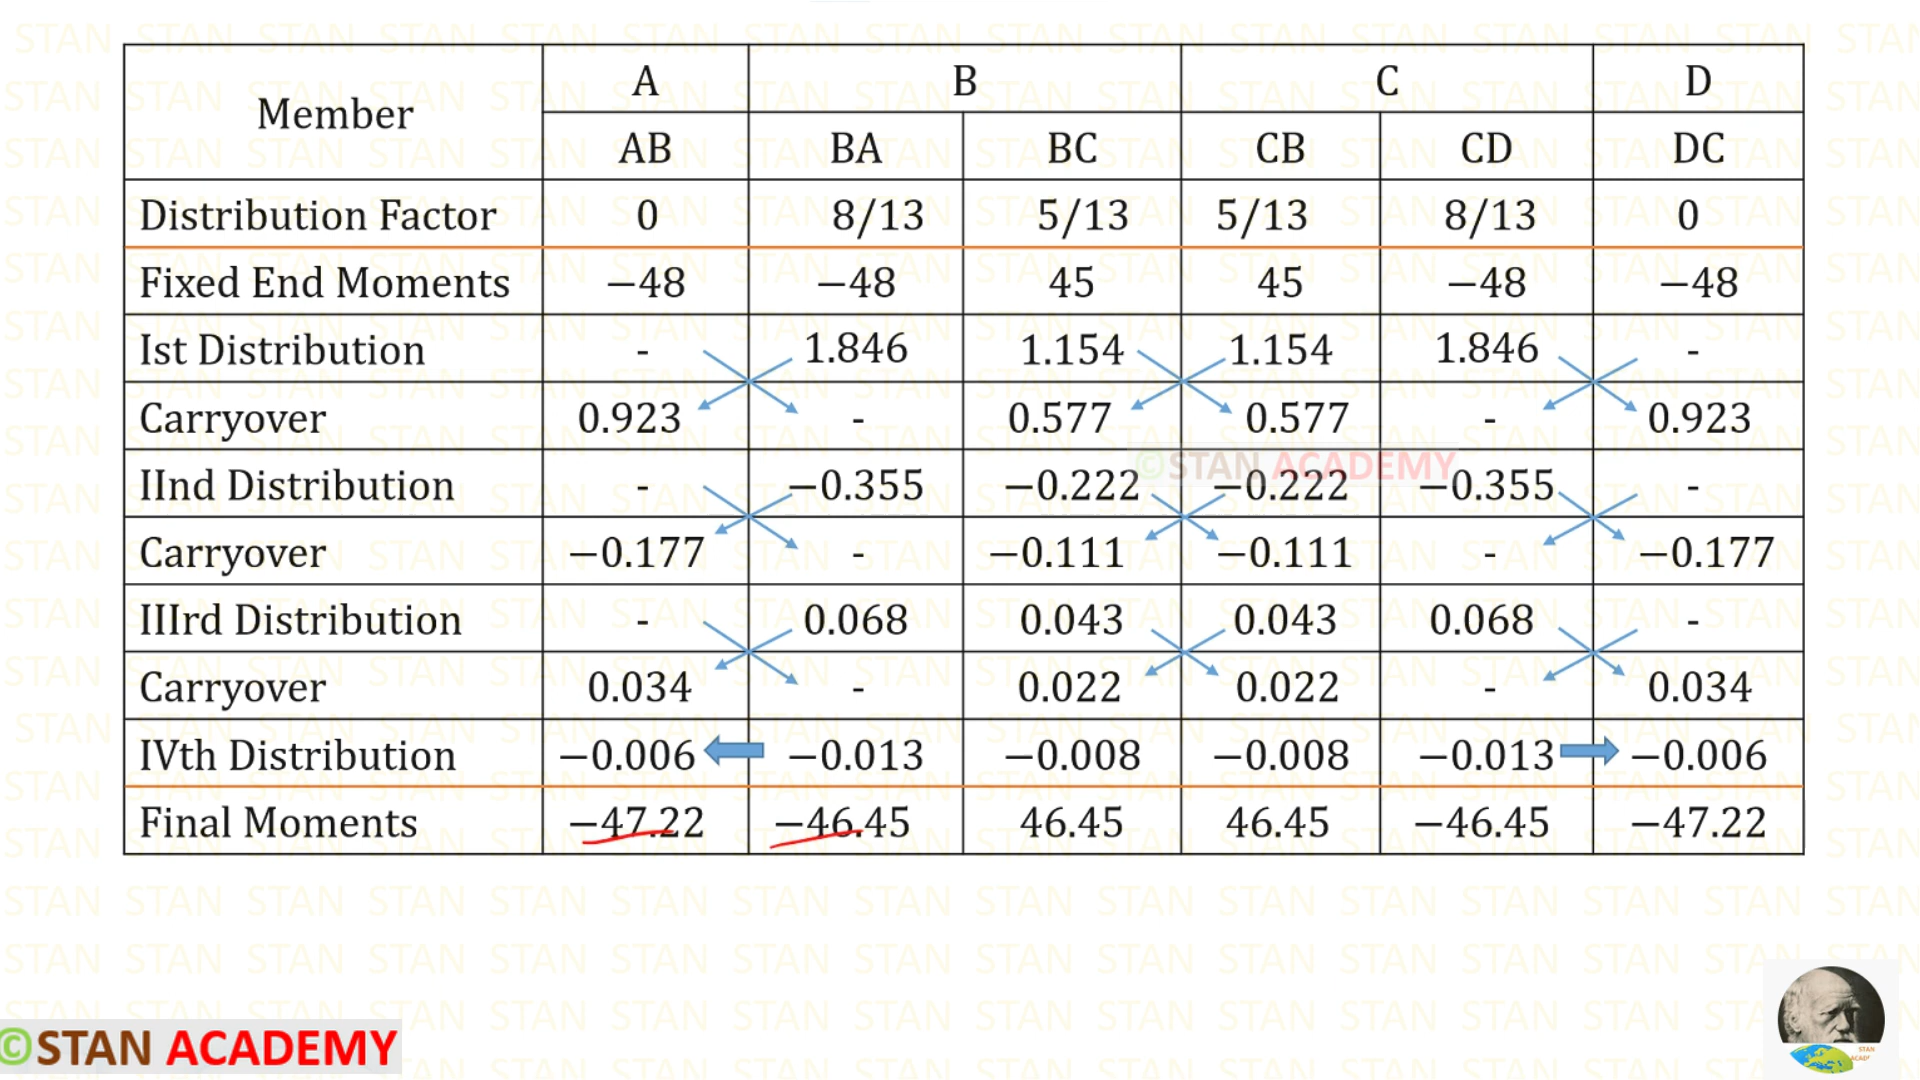 A B C D
Member
AB BA BC CB CD DC
Distribution Factor 0 8/13 5/13 5/13 8/13 0
Fixed End Moments −48 −48 45 45 −48 −48
Ist Distribution - 1.846 1.154 1.154 1.846 -
Carryover 0.923 - 0.577 0.577 - 0.923
©STAN ACADEMY
IInd Distribution - −0.355 −0.222 −0.222 −0.355 -
Carryover −0.177 - −0.111 −0.111 - −0.177
IIIrd Distribution - 0.068 0.043 0.043 0.068 -
Carryover 0.034 - 0.022 0.022 - 0.034
IVth Distribution −0.006 −0.013 −0.008 −0.008 −0.013 −0.006
Final Moments −47.22 −46.45 46.45 46.45 −46.45 −47.22
©STAN ACADEMY